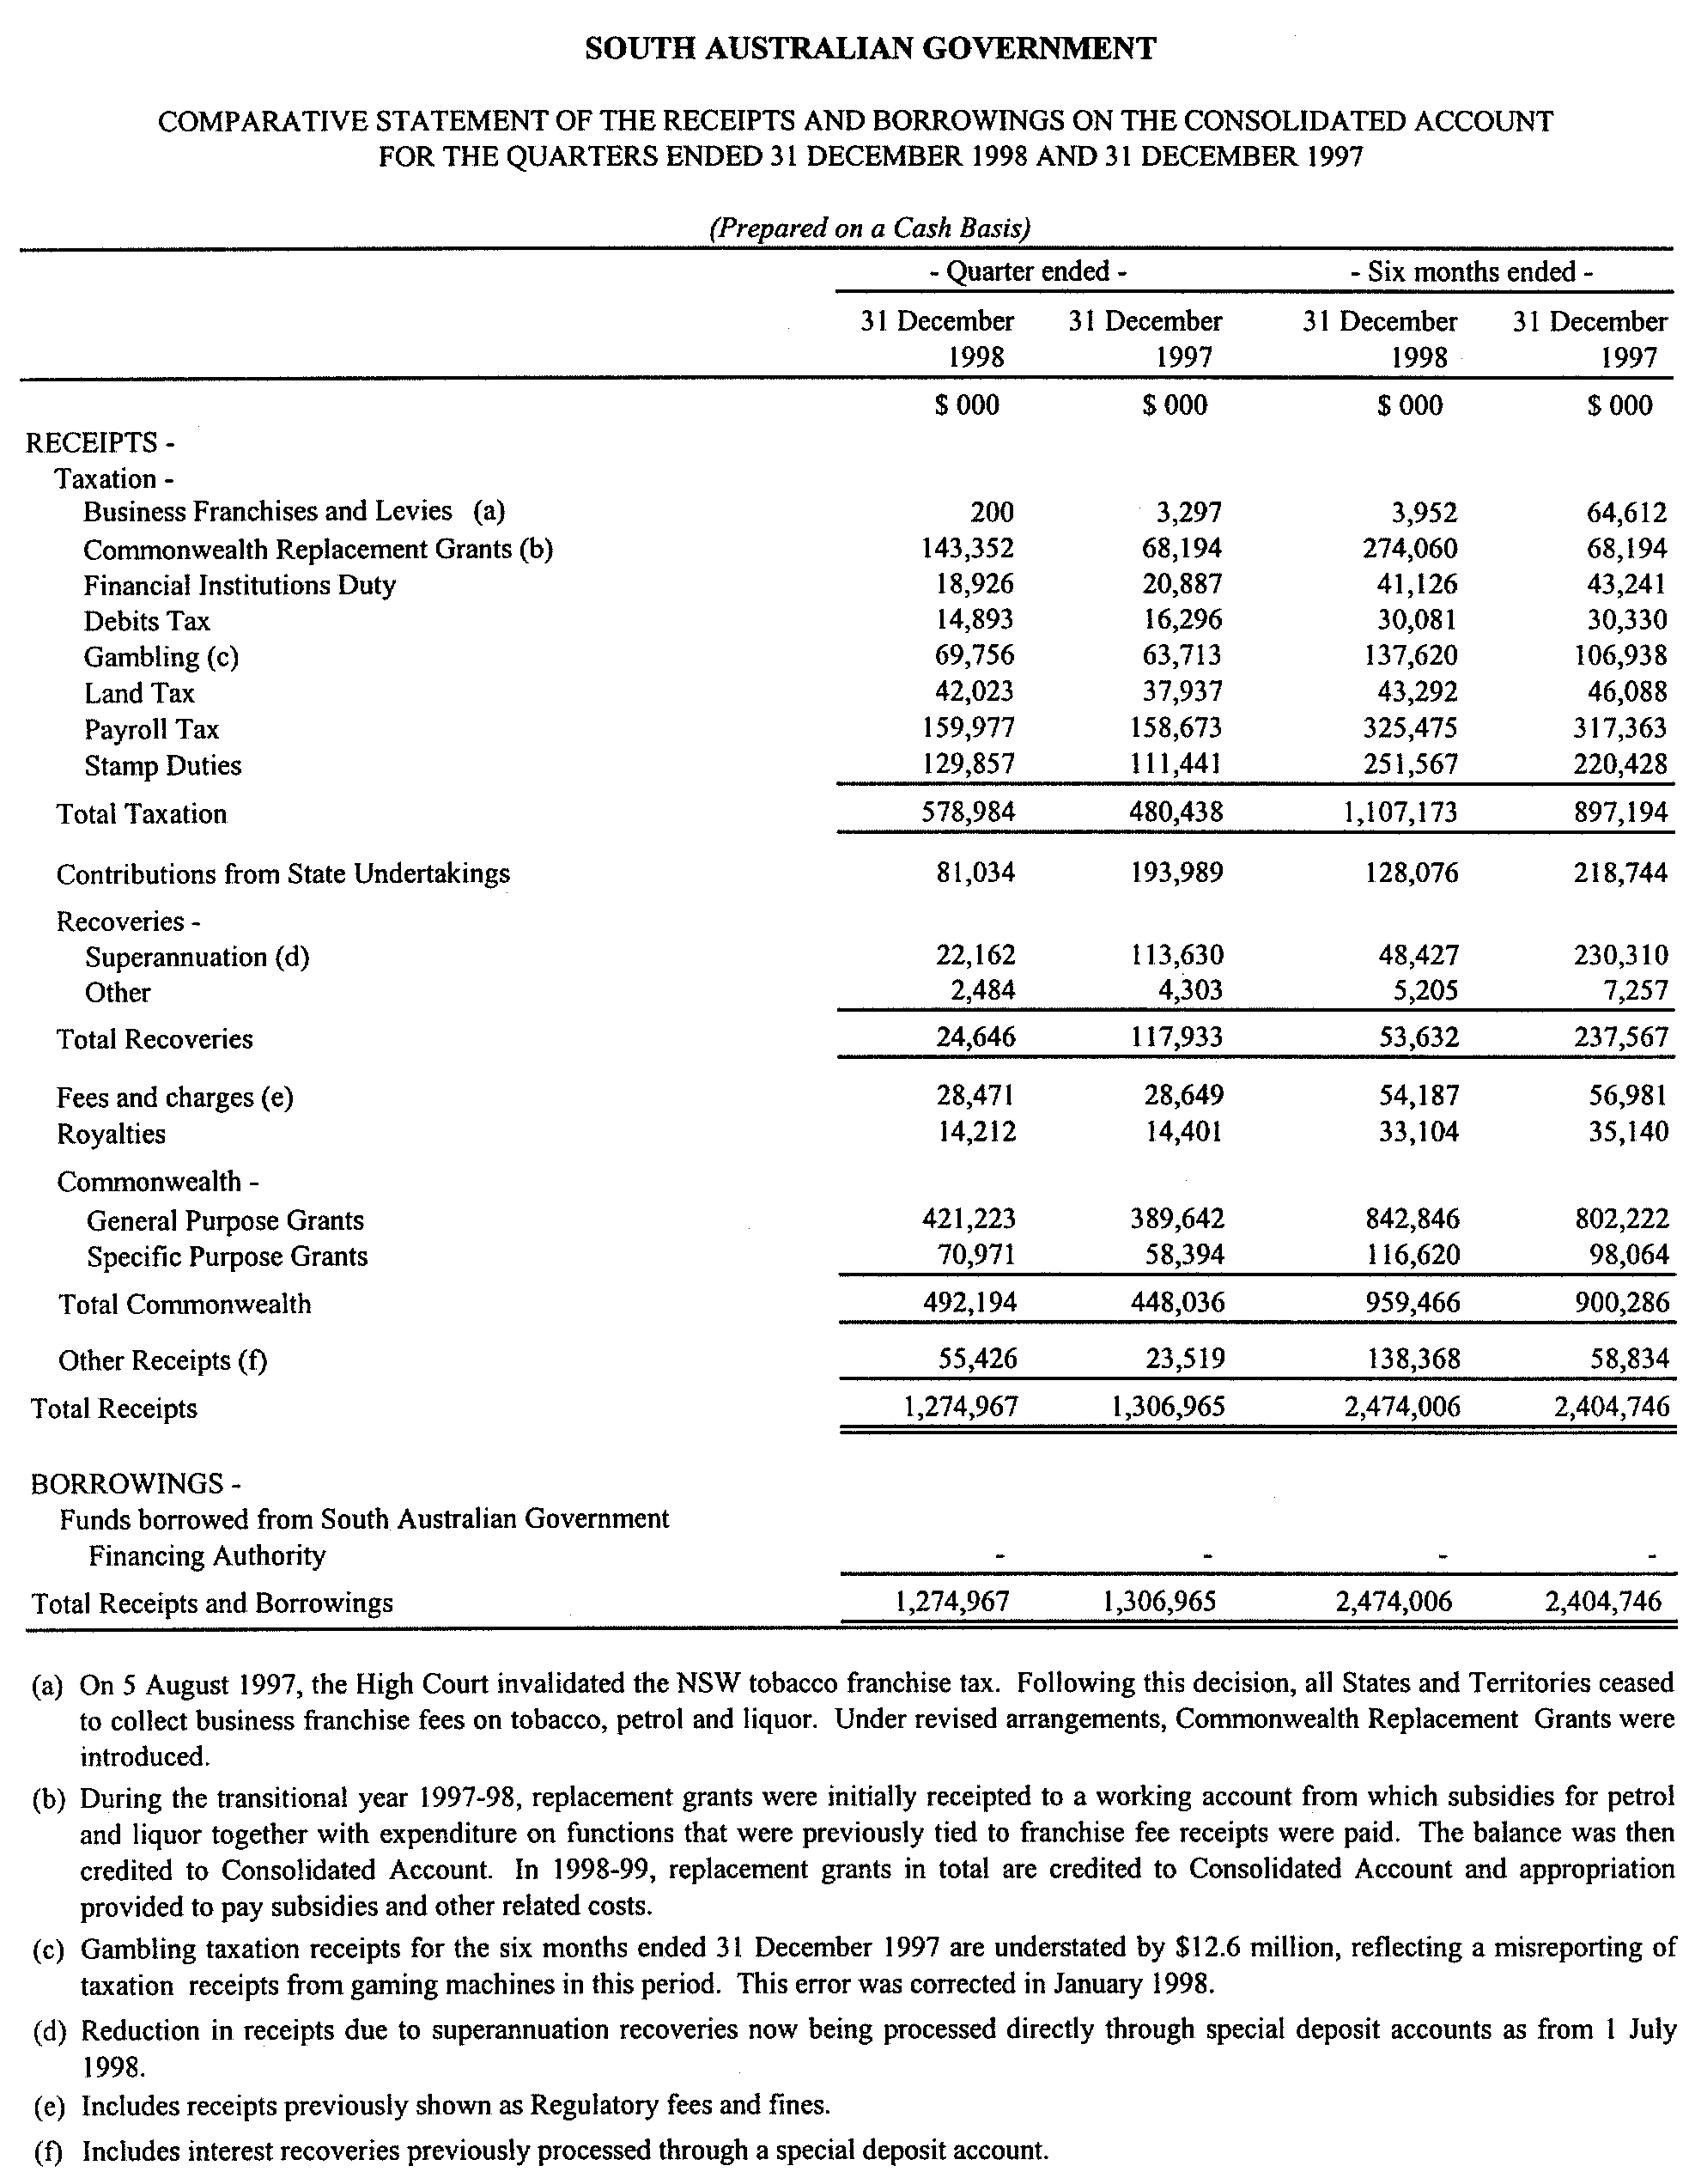 SOUTH AUSTRALIAN GOVERNMENT
COMPARATIVE STATEMENT OF THE RECEIPTS AND BORROWINGS ON THE CONSOLIDATED ACCOUNT
FOR THE QUARTERS ENDED 31 DECEMBER 1998 AND 31 DECEMBER 1997
(Prepared on a Cash Basis)
- Quarter ended - - Six months ended -
31 December 31 December 31 December 31 December
1998 1997 1998 1997
$ 000 $ 000 $ 000 $ 000
RECEIPTS -
Taxation -
Business Franchises and Levies (a) 200 3,297 3,952 64,612
Commonwealth Replacement Grants (b) 143,352 68,194 274,060 68,194
Financial Institutions Duty 18,926 20,887 41,126 43,241
Debits Tax 14,893 16,296 30,081 30,330
Gambling (c) 69,756 63,713 137,620 106,938
Land Tax 42,023 37,937 43,292 46,088
Payroll Tax 159,977 158,673 325,475 317,363
Stamp Duties 129,857 111,441 251,567 220,428
Total Taxation 578,984 480,438 1,107,173 897,194
Contributions from State Undertakings 81,034 193,989 128,076 218,744
Recoveries -
Superannuation (d) 22,162 113,630 48,427 230,310
Other 2,484 4,303 5,205 7,257
Total Recoveries 24,646 117,933 53,632 237,567
Fees and charges (e) 28,471 28,649 54,187 56,981
Royalties 14,212 14,401 33,104 35,140
Commonwealth -
General Purpose Grants 421,223 389,642 842,846 802,222
Specific Purpose Grants 70,971 58,394 116,620 98,064
Total Commonwealth 492,194 448,036 959,466 900,286
Other Receipts (f) 55,426 23,519 138,368 58,834
Total Receipts 1,274,967 1,306,965 2,474,006 2,404,746
BORROWINGS -
Funds borrowed from South Australian Government
Financing Authority - - - -
Total Receipts and Borrowings 1,274,967 1,306,965 2,474,006 2,404,746
(a) On 5 August 1997, the High Court invalidated the NSW tobacco franchise tax. Following this decision, all States and Territories ceased
to collect business franchise fees on tobacco, petrol and liquor. Under revised arrangements, Commonwealth Replacement Grants were
introduced.
(b) During the transitional year 1997-98, replacement grants were initially receipted to a working account from which subsidies for petrol
and liquor together with expenditure on functions that were previously tied to franchise fee receipts were paid. The balance was then
credited to Consolidated Account. In 1998-99, replacement grants in total are credited to Consolidated Account and appropriation
provided to pay subsidies and other related costs.
(c) Gambling taxation receipts for the six months ended 31 December 1997 are understated by $12.6 million, reflecting a misreporting of
taxation receipts from gaming machines in this period. This error was corrected in January 1998.
(d) Reduction in receipts due to superannuation recoveries now being processed directly through special deposit accounts as from 1 July
1998.
(e) Includes receipts previously shown as Regulatory fees and fines.
(f) Includes interest recoveries previously processed through a special deposit account.